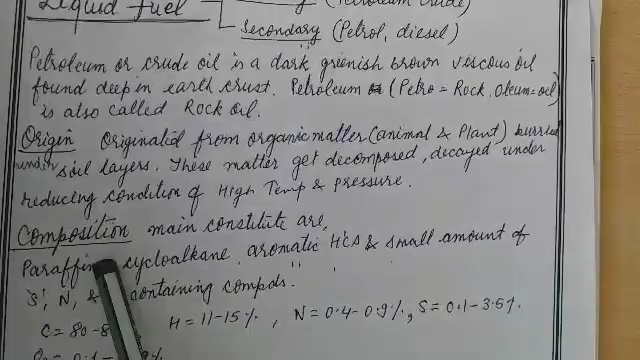 Liquid fuel (Petroleum crude)
Secondary (Petrol, diesel)
Petroleum or crude oil is a dark greenish brown viscous oil
found deep in earth crust. Petroleum (Petro = Rock, Oleum = oil)
is also called Rock oil.
Origin Originated from organic matter (animal & Plant) burried
under soil layers. These matter get decomposed, decayed under
reducing condition of High Temp & Pressure.
Composition main constitute are,
Paraffin cycloalkane, aromatic HCs & small amount of
'S', N, & containing compds.
C = 80-8 H = 11-15%, N = 0.4-0.9%, S = 0.1-3.5%